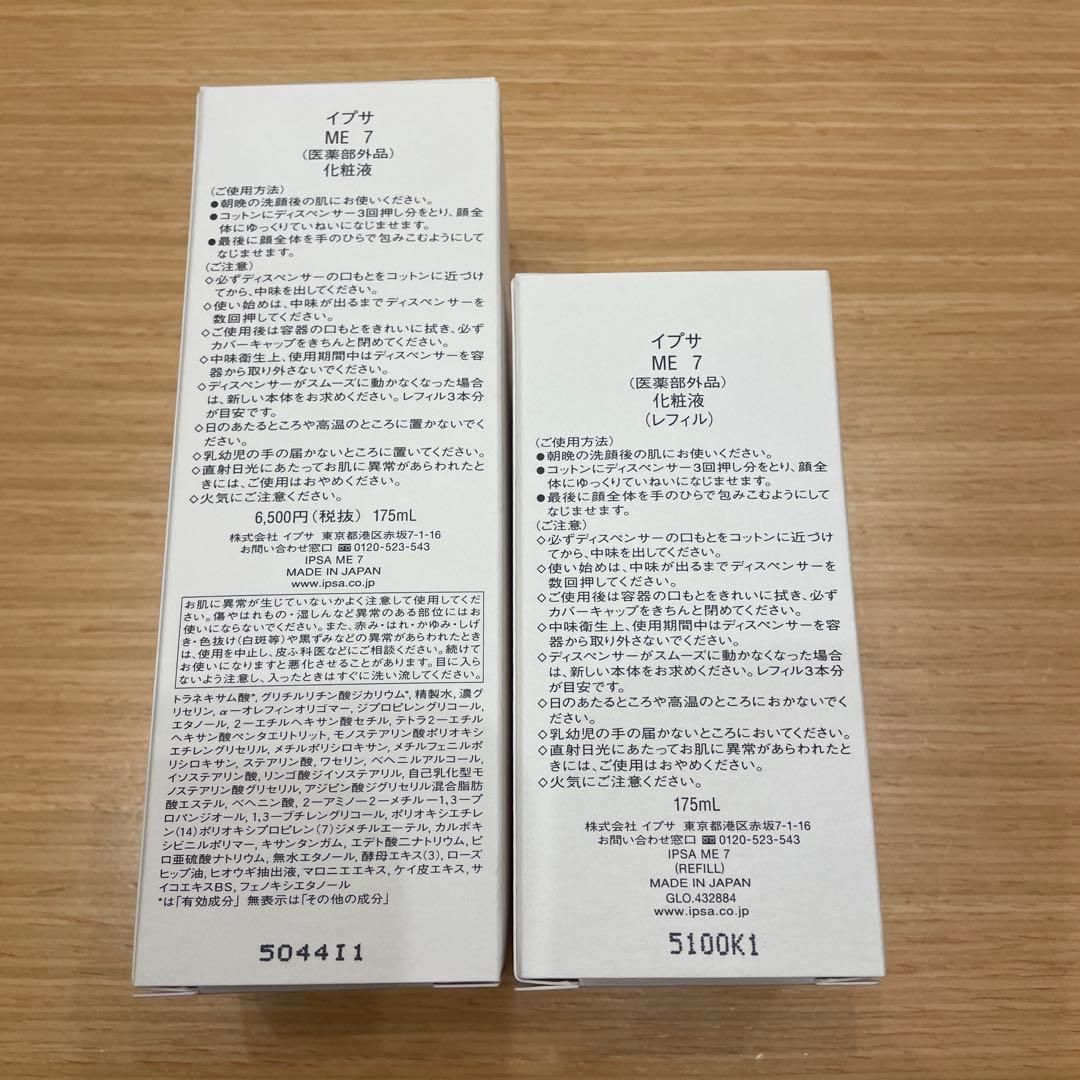 イプサ
ME 7
(医薬部外品)
化粧液
(ご使用方法)
●朝晩の洗顔後の肌にお使いください。
●コットンにディスペンサー3回押し分をとり、顔全
体にゆっくりていねいになじませます。
●最後に顔全体を手のひらで包みこむようにして
なじませます。
(ご注意)
◇必ずディスペンサーの口もとをコットンに近づけ
てから、中味を出してください。
◇使い始めは、中味が出るまでディスペンサーを
数回押してください。
◇ご使用後は容器の口もとをきれいに拭き、必ず
カバーキャップをきちんと閉めてください。
◇中味衛生上、使用期間中はディスペンサーを容
器から取り外さないでください。
◇ディスペンサーがスムーズに動かなくなった場合
は、新しい本体をお求めください。レフィル3本分
が目安です。
◇日のあたるところや高温のところに置かないでく
ださい。
◇乳幼児の手の届かないところに置いてください。
◇直射日光にあたってお肌に異常があらわれたと
きには、ご使用はおやめください。
◇火気にご注意ください。
6,500円(税抜) 175mL
株式会社 イプサ 東京都港区赤坂7-1-16
お問い合わせ窓口 0120-523-543
IPSA ME 7
MADE IN JAPAN
www.ipsa.co.jp
お肌に異常が生じていないかよく注意して使用してくだ
さい。傷やはれもの・湿しんなど異常のある部位にはお
使いにならないでください。また、赤み・はれ・かゆみ・しげ
き・色抜け(白斑等)や黒ずみなどの異常があらわれたとき
は、使用を中止し、皮ふ科医などにご相談ください。続けて
お使いになりますと悪化させることがあります。目に入ら
ないよう注意し、入ったときはすぐに洗い流してください。
トラネキサム酸*、グリチルリチン酸ジカリウム*、精製水、濃グ
リセリン、α-オレフィンオリゴマー、ジプロピレングリコール、
エタノール、2-エチルヘキサン酸セチル、テトラ2-エチル
ヘキサン酸ペンタエリトリット、モノステアリン酸ポリオキシ
エチレングリセリル、メチルポリシロキサン、メチルフェニルポ
リシロキサン、ステアリン酸、ワセリン、ベヘニルアルコール、
イソステアリン酸、リンゴ酸ジイソステアリル、自己乳化型モ
ノステアリン酸グリセリル、アジピン酸ジグリセリル混合脂肪
酸エステル、ベヘニン酸、2-アミノ-2-メチル-1,3-プ
ロパンジオール、1,3-ブチレングリコール、ポリオキシエチレ
ン(14)ポリオキシプロピレン(7)ジメチルエーテル、カルボキ
シビニルポリマー、キサンタンガム、エデト酸二ナトリウム、ピ
ロ亜硫酸ナトリウム、無水エタノール、酵母エキス(3)、ローズ
ヒップ油、ヒオウギ抽出液、マロニエエキス、ケイ皮エキス、サ
イコエキスBS、フェノキシエタノール
*は「有効成分」 無表示は「その他の成分」
5044I1
イプサ
ME 7
(医薬部外品)
化粧液
(レフィル)
(ご使用方法)
●朝晩の洗顔後の肌にお使いください。
●コットンにディスペンサー3回押し分をとり、顔全
体にゆっくりていねいになじませます。
●最後に顔全体を手のひらで包みこむようにして
なじませます。
(ご注意)
◇必ずディスペンサーの口もとをコットンに近づけ
てから、中味を出してください。
◇使い始めは、中味が出るまでディスペンサーを
数回押してください。
◇ご使用後は容器の口もとをきれいに拭き、必ず
カバーキャップをきちんと閉めてください。
◇中味衛生上、使用期間中はディスペンサーを容
器から取り外さないでください。
◇ディスペンサーがスムーズに動かなくなった場合
は、新しい本体をお求めください。レフィル3本分
が目安です。
◇日のあたるところや高温のところにおかないでく
ださい。
◇乳幼児の手の届かないところにおいてください。
◇直射日光にあたってお肌に異常があらわれたと
きには、ご使用はおやめください。
◇火気にご注意ください。
175mL
株式会社 イプサ 東京都港区赤坂7-1-16
お問い合わせ窓口 0120-523-543
IPSA ME 7
(REFILL)
MADE IN JAPAN
GLO.432884
www.ipsa.co.jp
5100K1